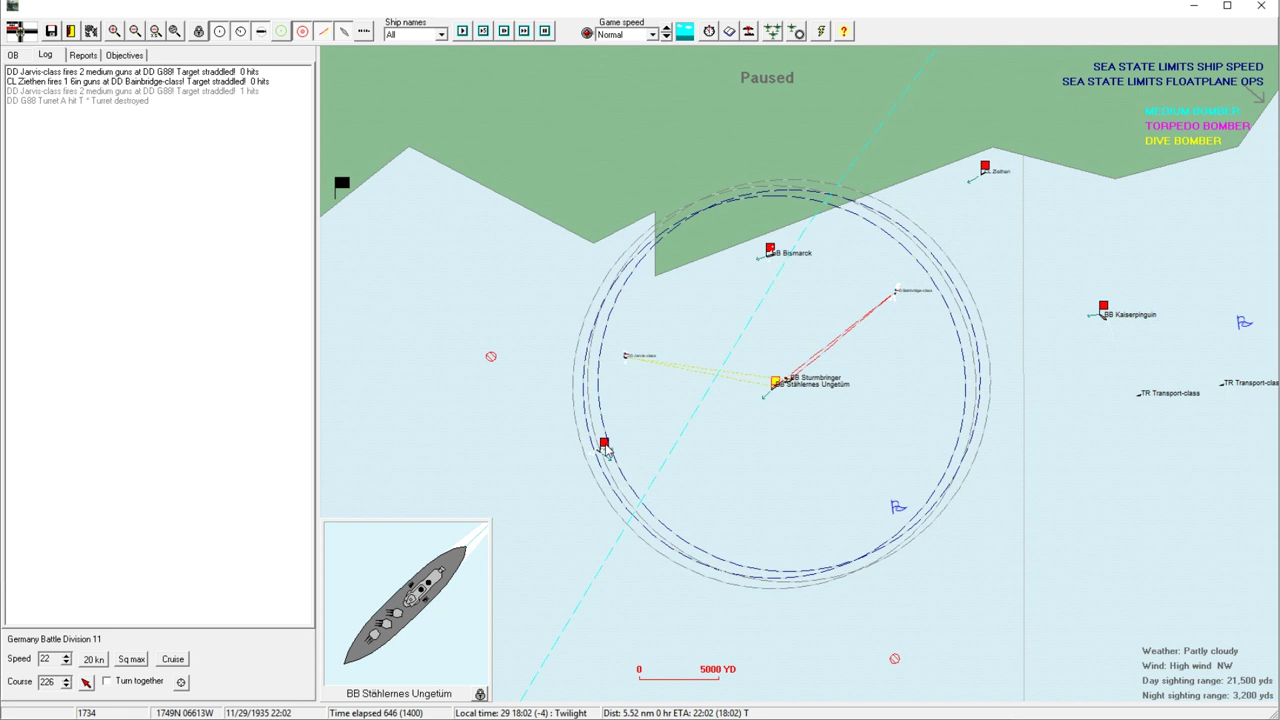 Ship names
Game speed
All
Normal
OB
Log
Reports
Objectives
DD Jarvis-class fires 2 medium guns at DD G88! Target straddled!  0 hits
CL Ziethen fires 1 6in guns at DD Bainbridge-class! Target straddled!  0 hits
DD Jarvis-class fires 2 medium guns at DD G88! Target straddled!  1 hits
DD G88 Turret A hit T * Turret destroyed
Paused
SEA STATE LIMITS SHIP SPEED
SEA STATE LIMITS FLOATPLANE OPS
MEDIUM BOMBER
TORPEDO BOMBER
DIVE BOMBER
Ziethen
BB Bismarck
Bainbridge-class
BB Kaiserpinguin
Jarvis-class
BB Sturmbringer
BB Stählernes Ungetüm
TR Transport-clas
TR Transport-class
0
5000 YD
BB Stählernes Ungetüm
Germany Battle Division 11
Speed
22
20 kn
Sq max
Cruise
Course
226
Turn together
Weather: Partly cloudy
Wind: High wind  NW
Day sighting range: 21,500 yds
Night sighting range: 3,200 yds
1734
1749N 06613W
11/29/1935 22:02
Time elapsed 646 (1400)
Local time: 29 18:02 (-4) : Twilight
Dist: 5.52 nm 0 hr ETA: 22:02 (18:02) T